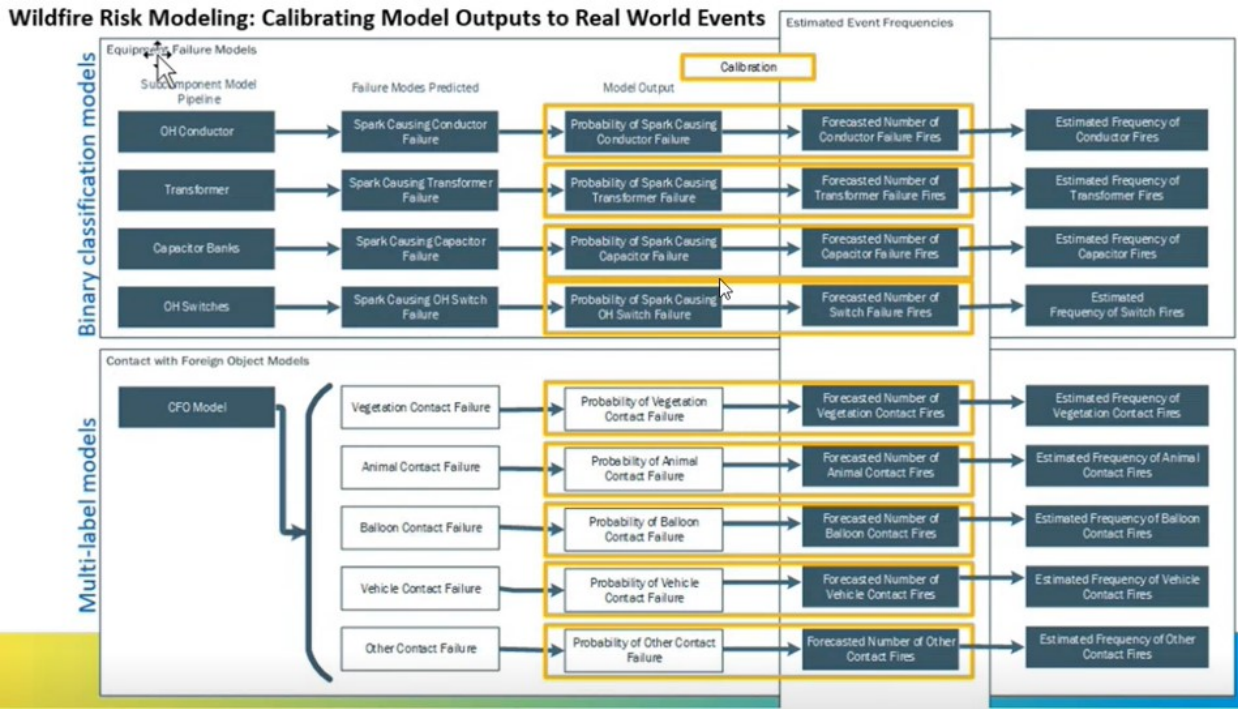 Wildfire Risk Modeling: Calibrating Model Outputs to Real World Events
Estimated Event Frequencies
Binary classification models
Equipment Failure Models
Calibration
Subcomponent Model
Pipeline
Failure Modes Predicted
Model Output
OH Conductor
Spark Causing Conductor
Failure
Probability of Spark Causing
Conductor Failure
Forecasted Number of
Conductor Failure Fires
Estimated Frequency of
Conductor Fires
Transformer
Spark Causing Transformer
Failure
Probability of Spark Causing
Transformer Failure
Forecasted Number of
Transformer Failure Fires
Estimated Frequency of
Transformer Fires
Capacitor Banks
Spark Causing Capacitor
Failure
Probability of Spark Causing
Capacitor Failure
Forecasted Number of
Capacitor Failure Fires
Estimated Frequency of
Capacitor Fires
OH Switches
Spark Causing OH Switch
Failure
Probability of Spark Causing
OH Switch Failure
Forecasted Number of
Switch Failure Fires
Estimated
Frequency of Switch Fires
Multi-label models
Contact with Foreign Object Models
CFO Model
Vegetation Contact Failure
Probability of Vegetation
Contact Failure
Forecasted Number of
Vegetation Contact Fires
Estimated Frequency of
Vegetation Contact Fires
Animal Contact Failure
Probability of Animal
Contact Failure
Forecasted Number of
Animal Contact Fires
Estimated Frequency of Animal
Contact Fires
Balloon Contact Failure
Probability of Balloon
Contact Failure
Forecasted Number of
Balloon Contact Fires
Estimated Frequency of Balloon
Contact Fires
Vehicle Contact Failure
Probability of Vehicle
Contact Failure
Forecasted Number of
Vehicle Contact Fires
Estimated Frequency of Vehicle
Contact Fires
Other Contact Failure
Probability of Other Contact
Failure
Forecasted Number of Other
Contact Fires
Estimated Frequency of Other
Contact Fires